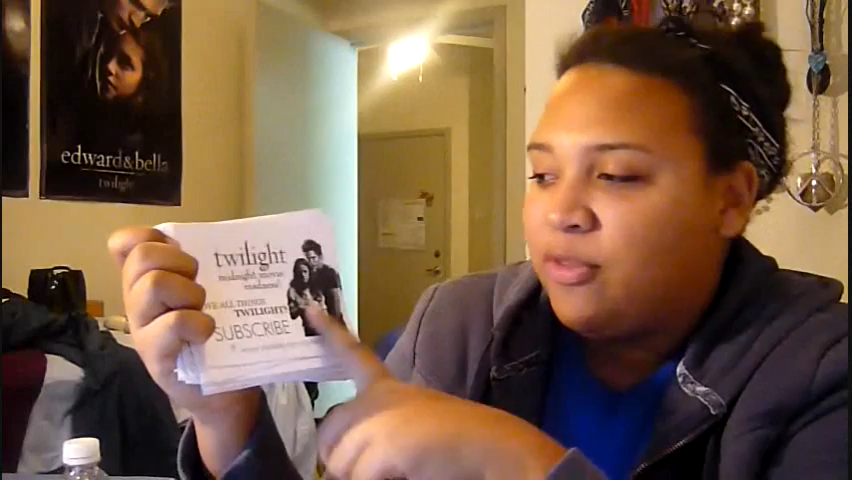 edward&bella
twilight
twilight
midnight movie
madness!
WE ALL THINGS
TWILIGHT!
SUBSCRIBE